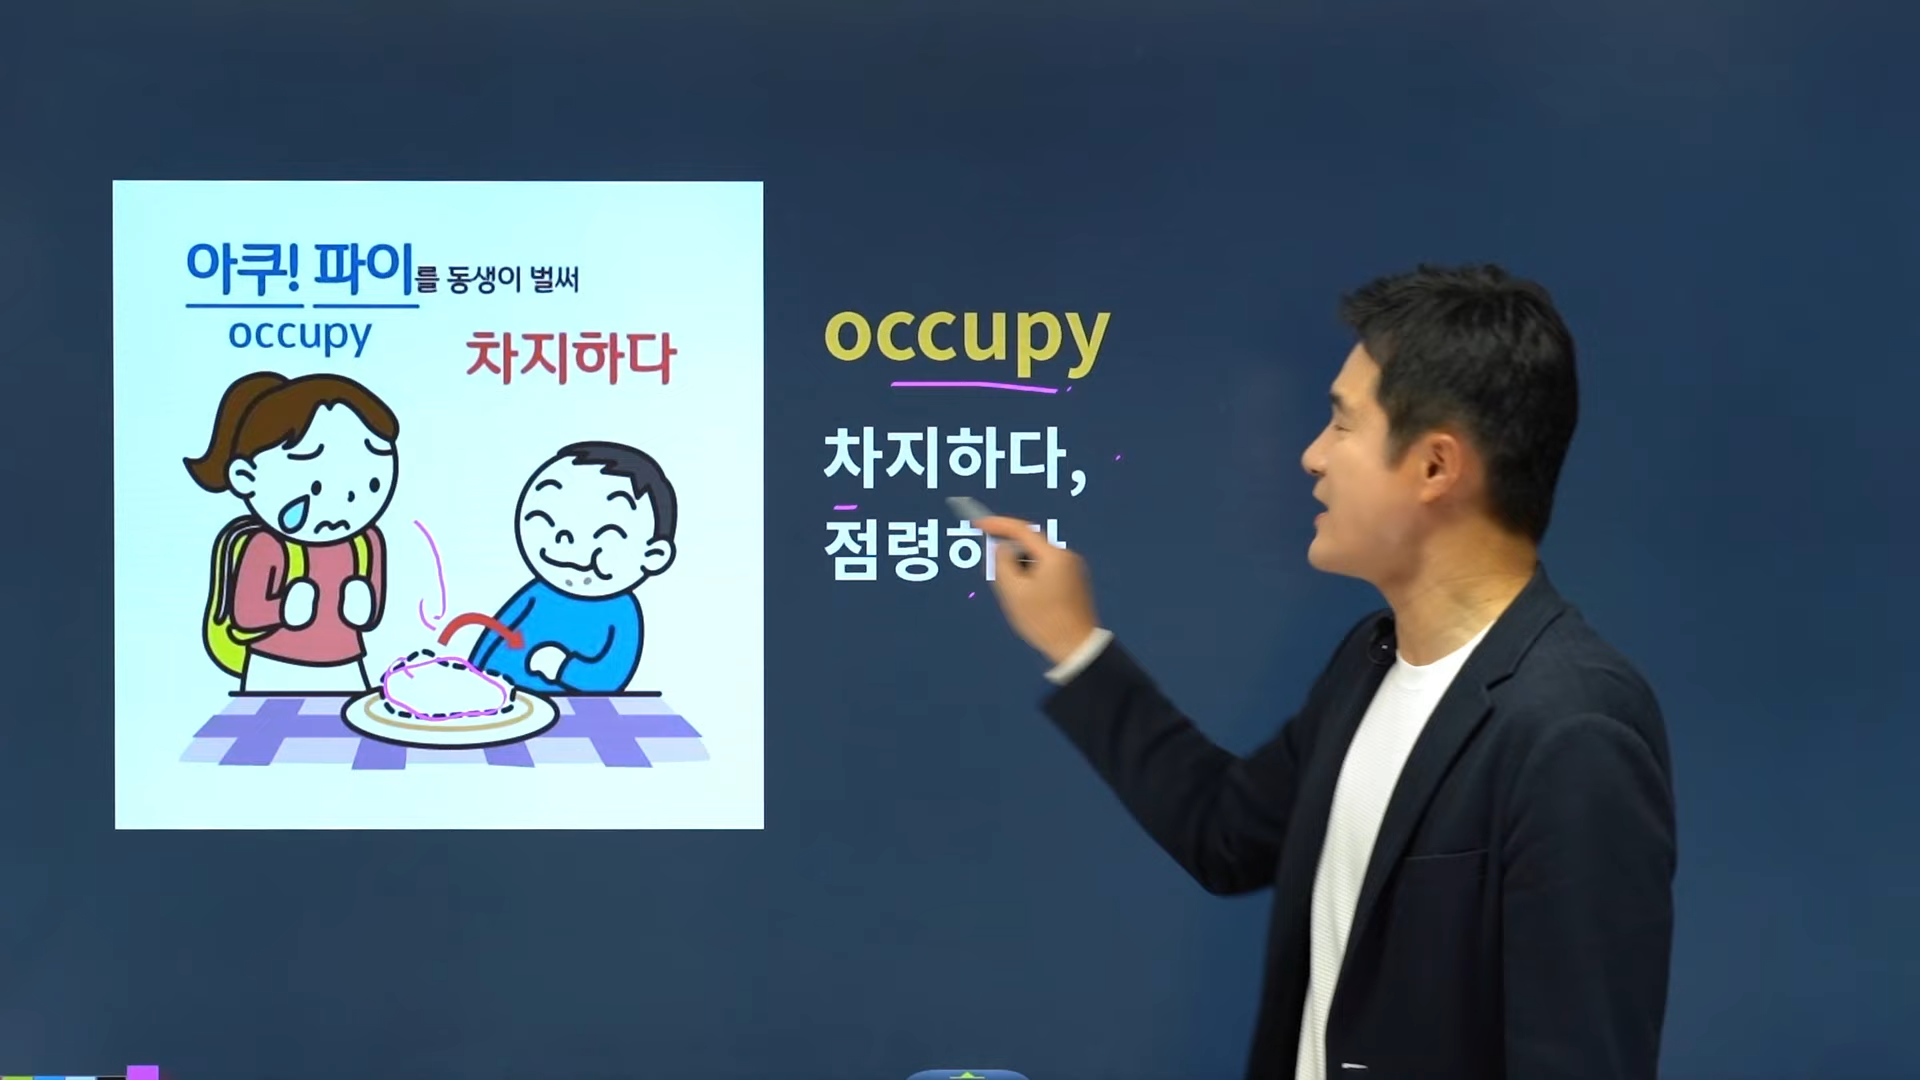 아쿠! 파이를 동생이 벌써
occupy
차지하다
occupy
차지하다,
점령하다